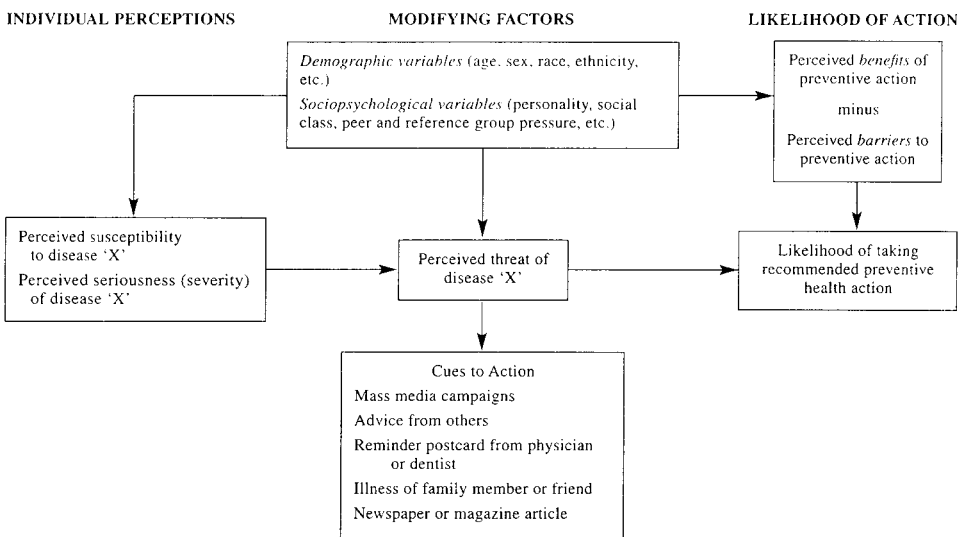 INDIVIDUAL PERCEPTIONS
MODIFYING FACTORS
LIKELIHOOD OF ACTION
Demographic variables (age. sex, race, ethnicity,
etc.)
Sociopsychological variables (personality, social
class, peer and reference group pressure, etc.)
Perceived benefits of
preventive action
minus
Perceived barriers to
preventive action
Perceived susceptibility
to disease ‘X’
Perceived seriousness (severity)
of disease ‘X’
Perceived threat of
disease ‘X’
Likelihood of taking
recommended preventive
health action
Cues to Action
Mass media campaigns
Advice from others
Reminder postcard from physician
or dentist
Illness of family member or friend
Newspaper or magazine article